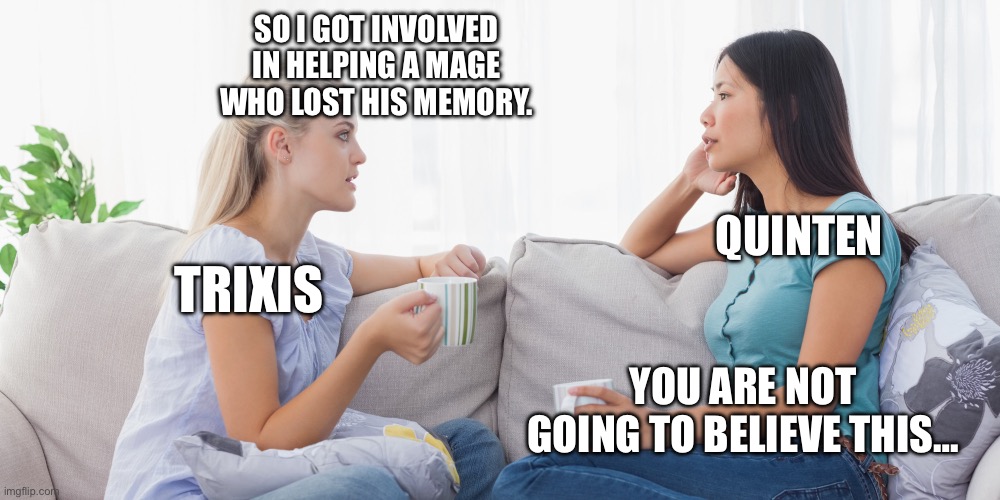 SO I GOT INVOLVED
IN HELPING A MAGE
WHO LOST HIS MEMORY.
QUINTEN
TRIXIS
YOU ARE NOT
GOING TO BELIEVE THIS...
imgflip.com